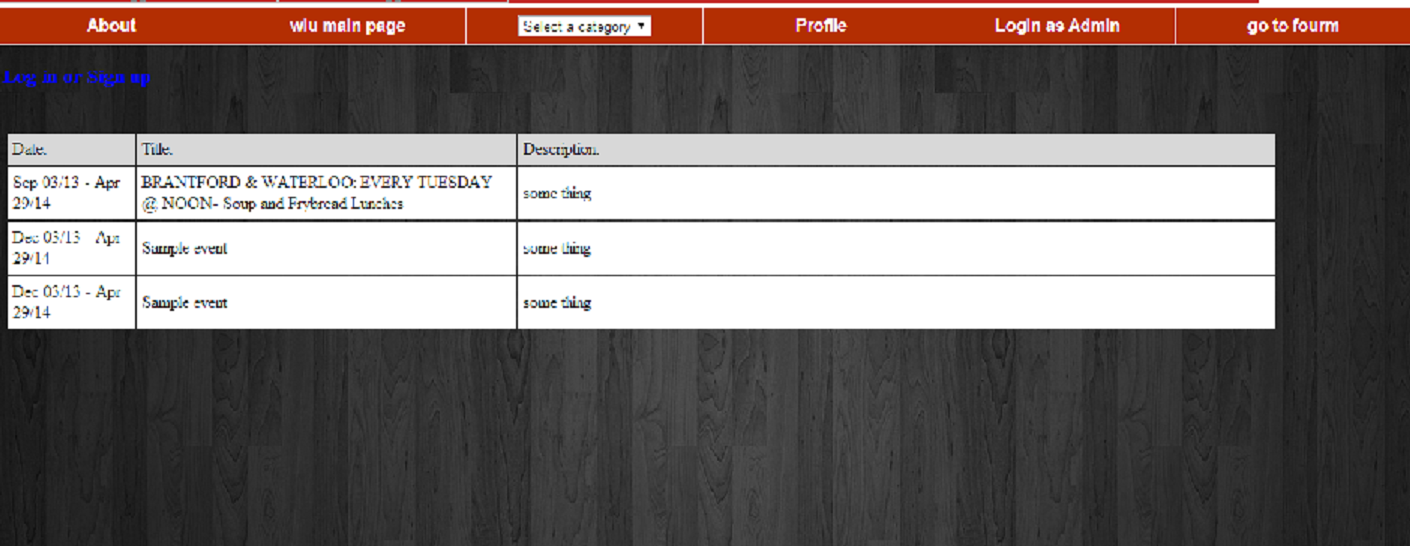 About
wlu main page
Select a category
Profile
Login as Admin
go to fourm
Log in or Sign up
Date.
Title.
Description.
Sep 03/13 - Apr
29/14
BRANTFORD & WATERLOO: EVERY TUESDAY
@ NOON- Soup and Frybread Lunches
some thing
Dec 03/13 - Apr
29/14
Sample event
some thing
Dec 03/13 - Apr
29/14
Sample event
some thing